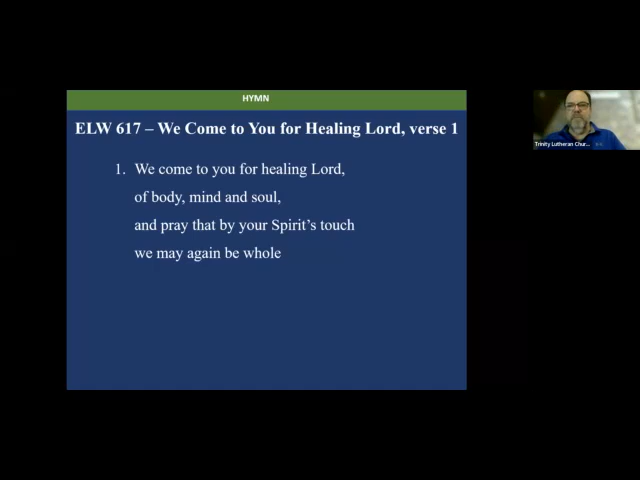 HYMN
ELW 617 – We Come to You for Healing Lord, verse 1
1. We come to you for healing Lord,
of body, mind and soul,
and pray that by your Spirit’s touch
we may again be whole
Trinity Lutheran Chur...